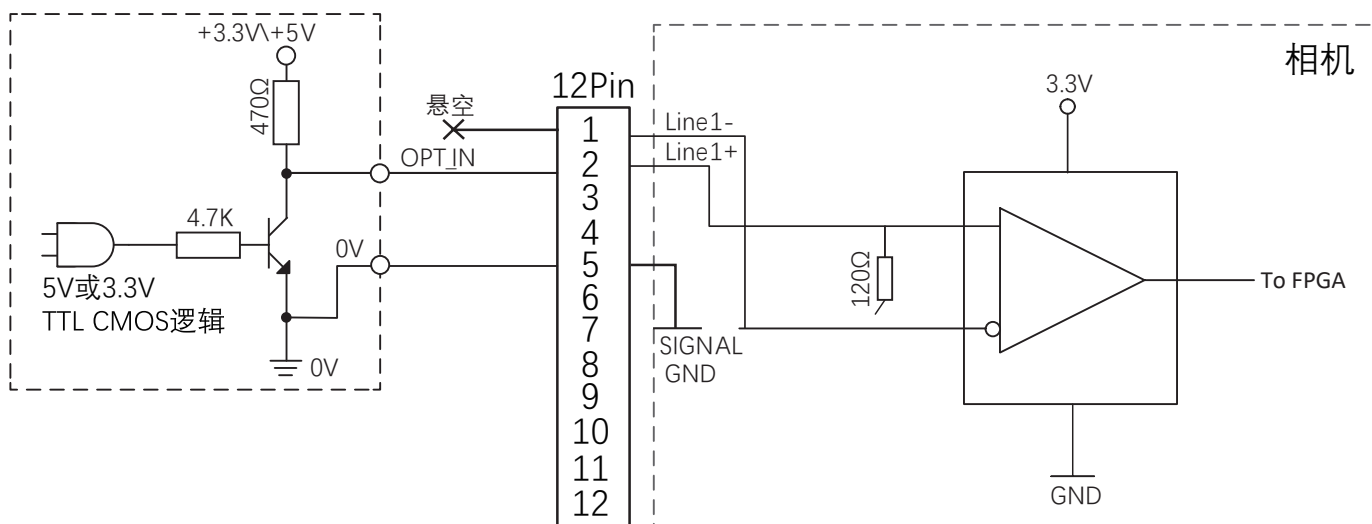 +3.3V\+5V
470Ω
4.7K
5V或3.3V
TTL CMOS逻辑
0V
0V
悬空
OPT_IN
12Pin
1
2
3
4
5
6
7
8
9
10
11
12
Line1-
Line1+
SIGNAL
GND
相机
3.3V
120Ω
To FPGA
GND